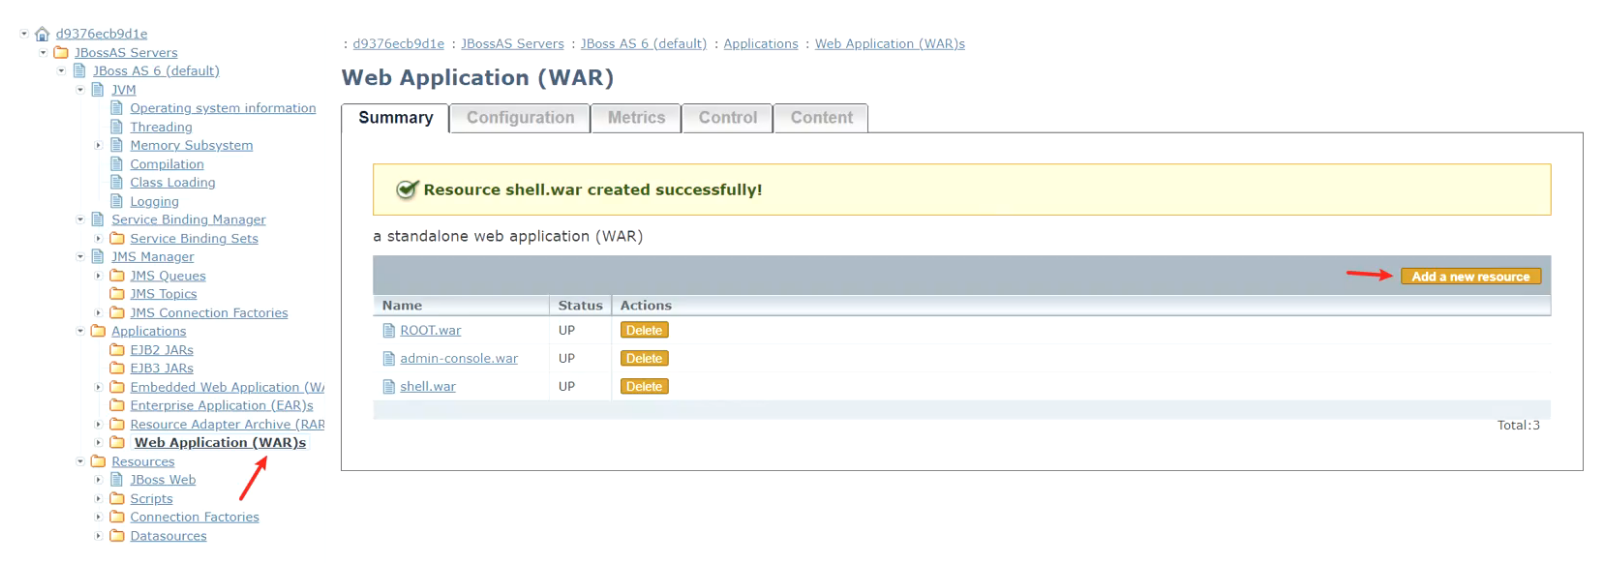 d9376ecb9d1e
JBossAS Servers
JBoss AS 6 (default)
JVM
Operating system information
Threading
Memory Subsystem
Compilation
Class Loading
Logging
Service Binding Manager
Service Binding Sets
JMS Manager
JMS Queues
JMS Topics
JMS Connection Factories
Applications
EJB2 JARs
EJB3 JARs
Embedded Web Application (WA
Enterprise Application (EAR)s
Resource Adapter Archive (RAR
Web Application (WAR)s
Resources
JBoss Web
Scripts
Connection Factories
Datasources
: d9376ecb9d1e : JBossAS Servers : JBoss AS 6 (default) : Applications : Web Application (WAR)s
Web Application (WAR)
Summary Configuration Metrics Control Content
Resource shell.war created successfully!
a standalone web application (WAR)
Add a new resource
Name Status Actions
ROOT.war UP Delete
admin-console.war UP Delete
shell.war UP Delete
Total:3